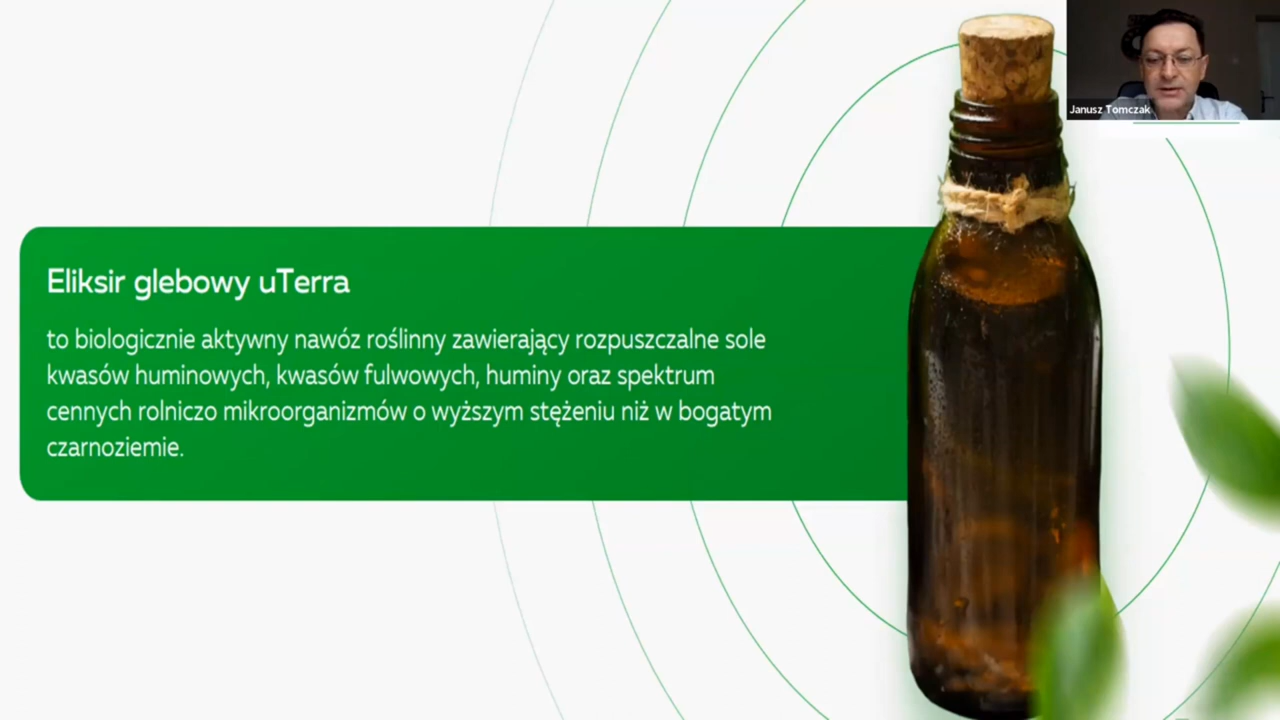 Janusz Tomczak
Eliksir glebowy uTerra
to biologicznie aktywny nawóz roślinny zawierający rozpuszczalne sole
kwasów huminowych, kwasów fulwowych, huminy oraz spektrum
cennych rolniczo mikroorganizmów o wyższym stężeniu niż w bogatym
czarnoziemie.